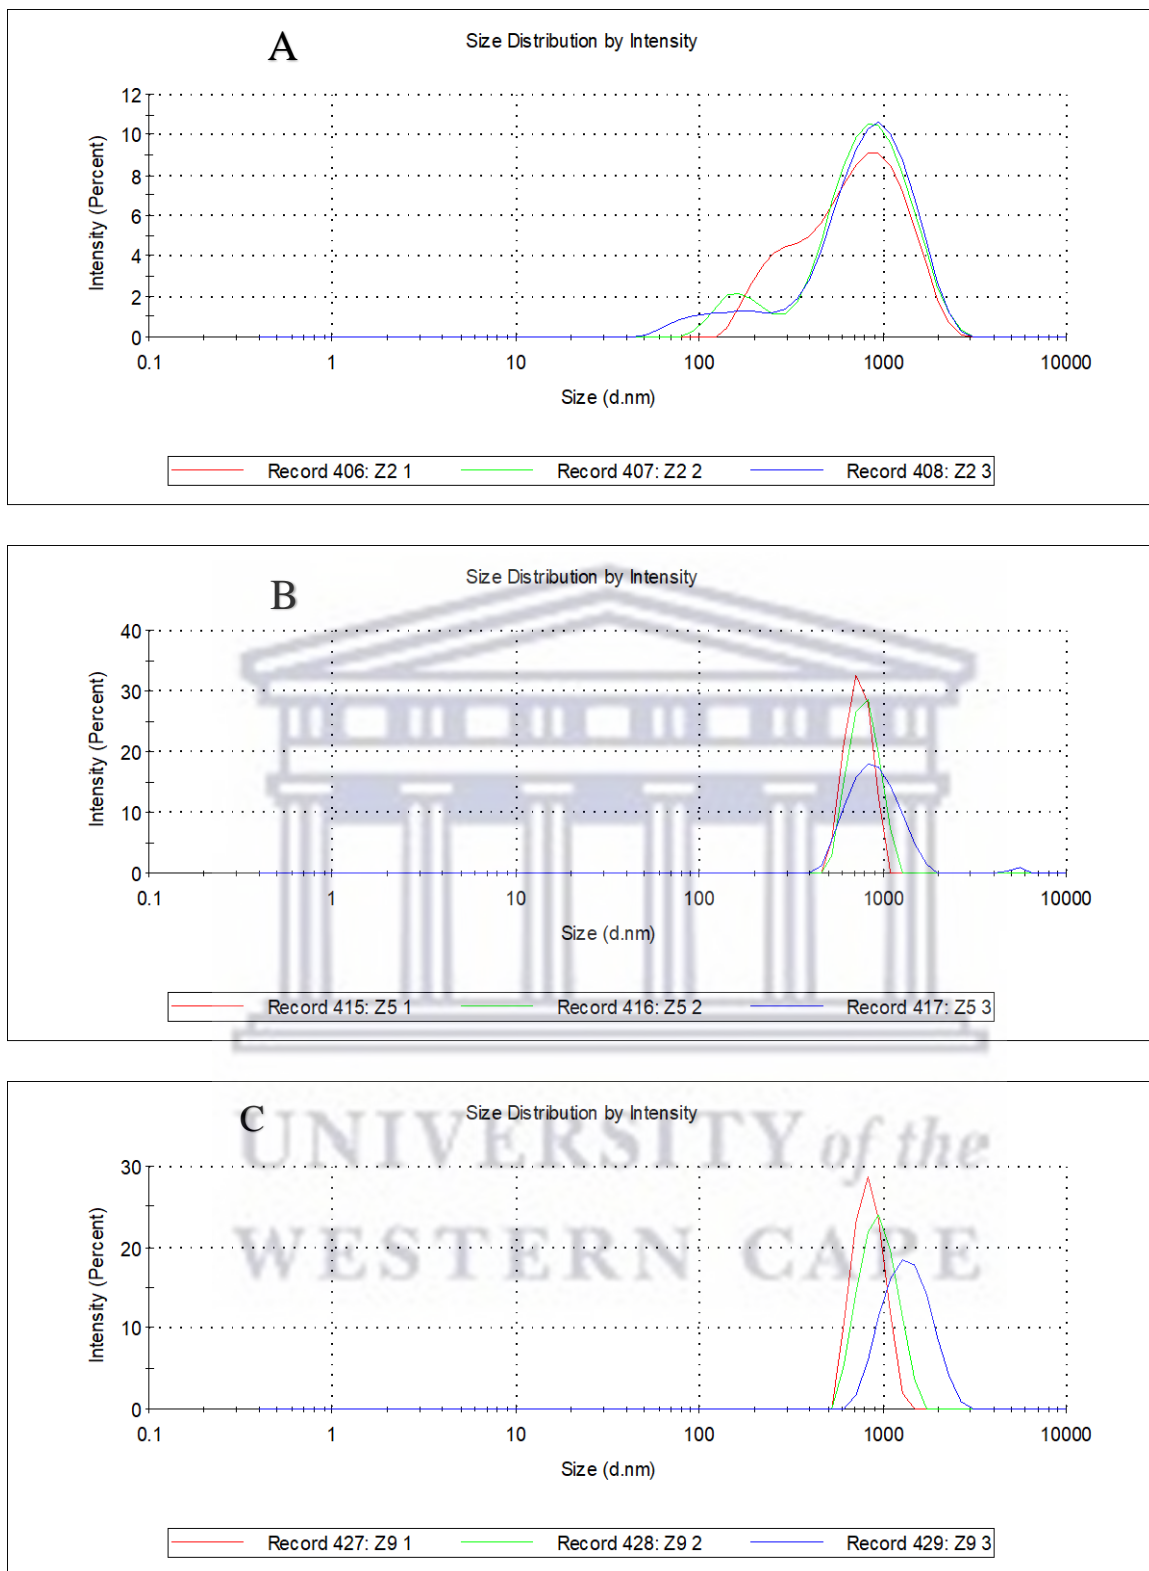 A
Size Distribution by Intensity
12
10
8
6
4
2
0
Intensity (Percent)
0.1 1 10 100 1000 10000
Size (d.nm)
Record 406: Z2 1 Record 407: Z2 2 Record 408: Z2 3
B
Size Distribution by Intensity
40
30
20
10
0
Intensity (Percent)
0.1 1 10 100 1000 10000
Size (d.nm)
Record 415: Z5 1 Record 416: Z5 2 Record 417: Z5 3
C
Size Distribution by Intensity
UNIVERSITY of the
WESTERN CAPE
30
20
10
0
Intensity (Percent)
0.1 1 10 100 1000 10000
Size (d.nm)
Record 427: Z9 1 Record 428: Z9 2 Record 429: Z9 3